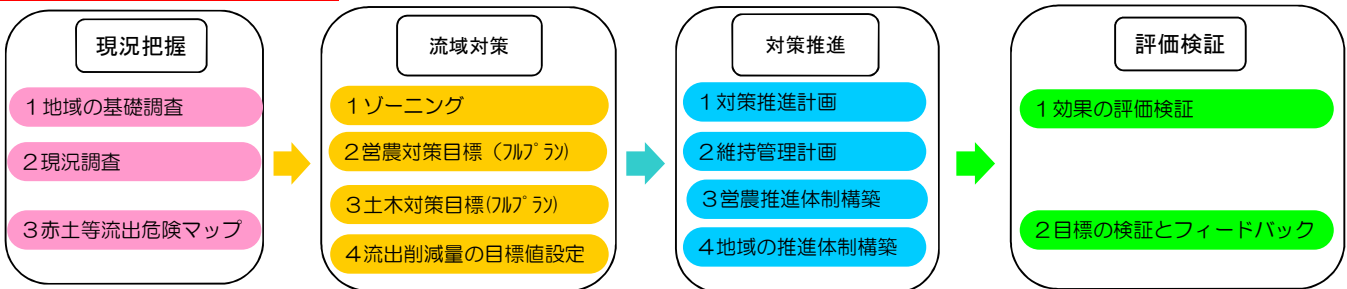 現況把握
1地域の基礎調査
2現況調査
3赤土等流出危険マップ
流域対策
1ゾーニング
2営農対策目標（ﾌﾙﾌﾟﾗﾝ)
3土木対策目標(ﾌﾙﾌﾟﾗﾝ)
4流出削減量の目標値設定
対策推進
1対策推進計画
2維持管理計画
3営農推進体制構築
4地域の推進体制構築
評価検証
1効果の評価検証
2目標の検証とフィードバック